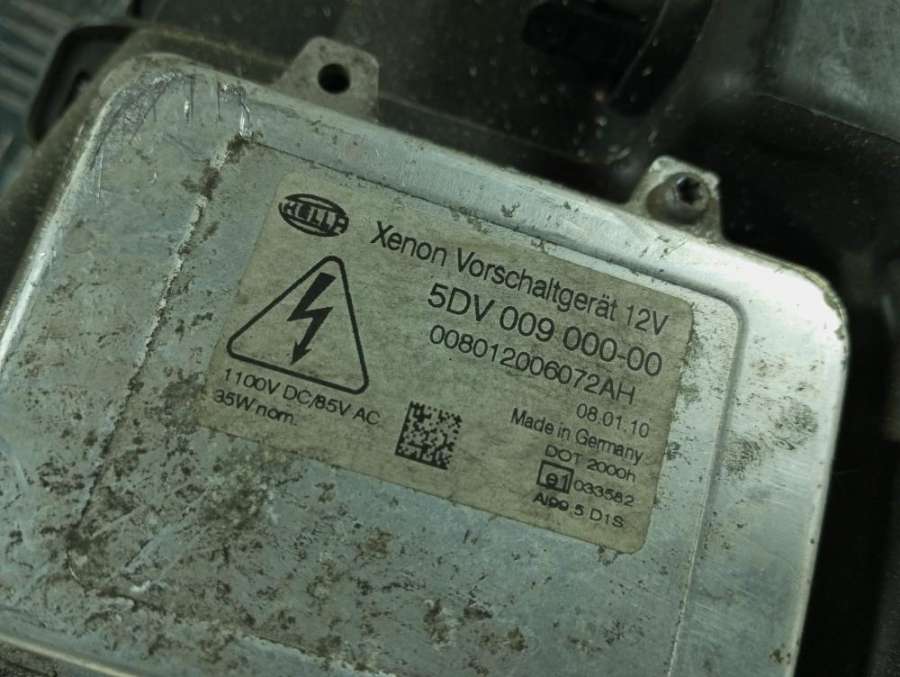 HELLA
Xenon Vorschaltgerät 12V
5DV 009 000-00
008012006072AH
08.01.10
1100V DC/85V AC
35W nom.
Made in Germany
DOT 2000h
e1 033582
AI99.5 D1S